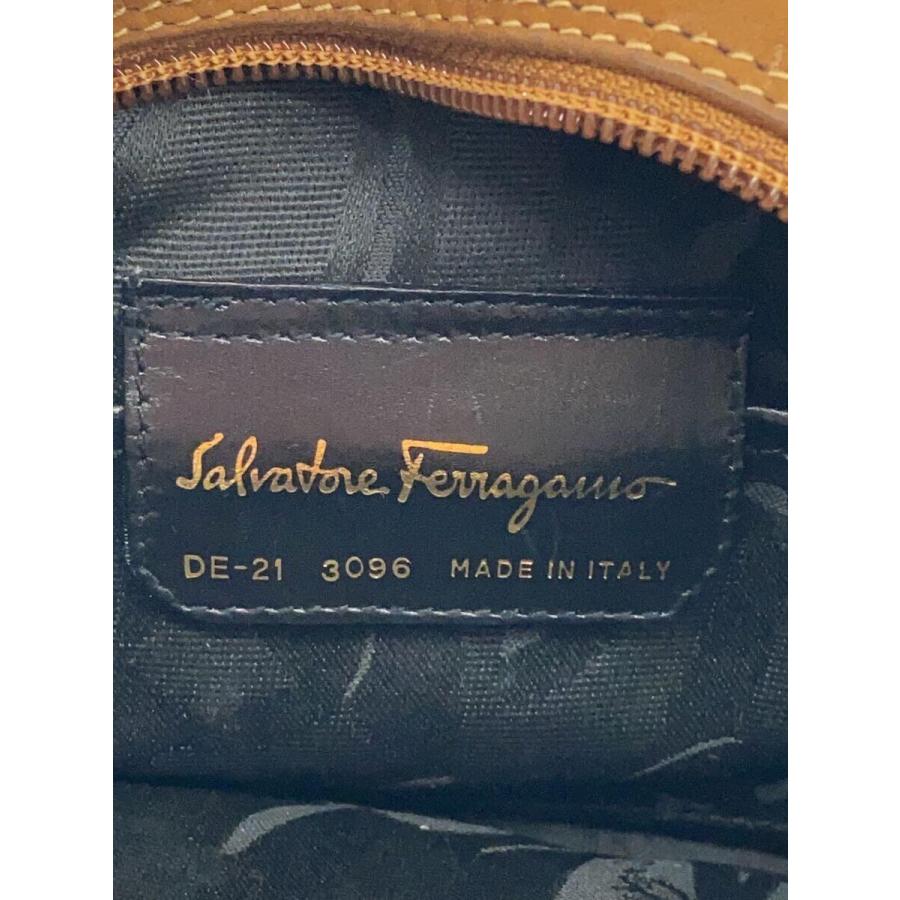 Salvatore Ferragamo
DE-21 3096 MADE IN ITALY